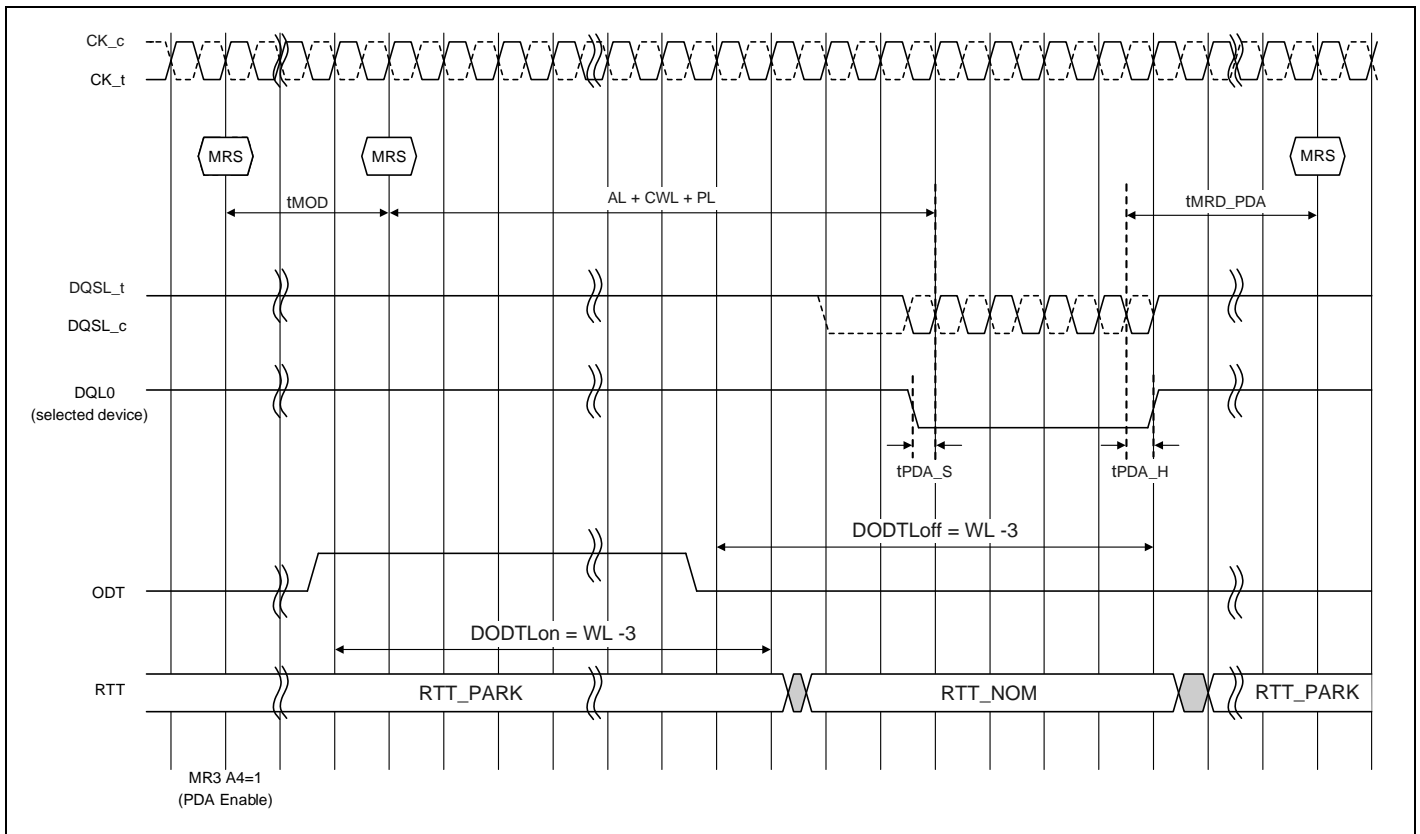 CK_c
CK_t
MRS
MRS
MRS
tMOD
AL + CWL + PL
tMRD_PDA
DQSL_t
DQSL_c
DQL0
(selected device)
tPDA_S
tPDA_H
DODTLoff = WL -3
ODT
DODTLon = WL -3
RTT
RTT_PARK
RTT_NOM
RTT_PARK
MR3 A4=1
(PDA Enable)